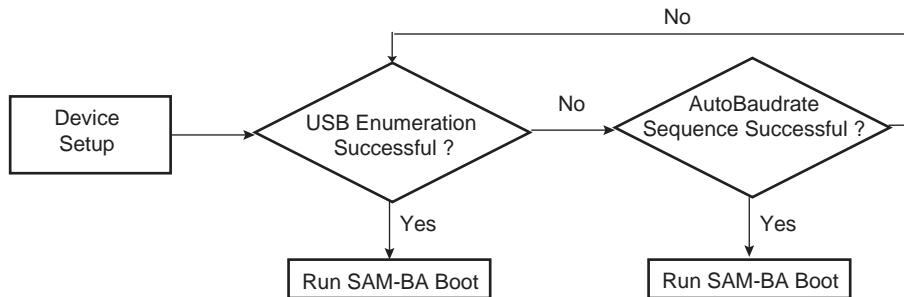 No
Device
Setup
USB Enumeration
Successful ?
No
AutoBaudrate
Sequence Successful ?
Yes
Yes
Run SAM-BA Boot
Run SAM-BA Boot